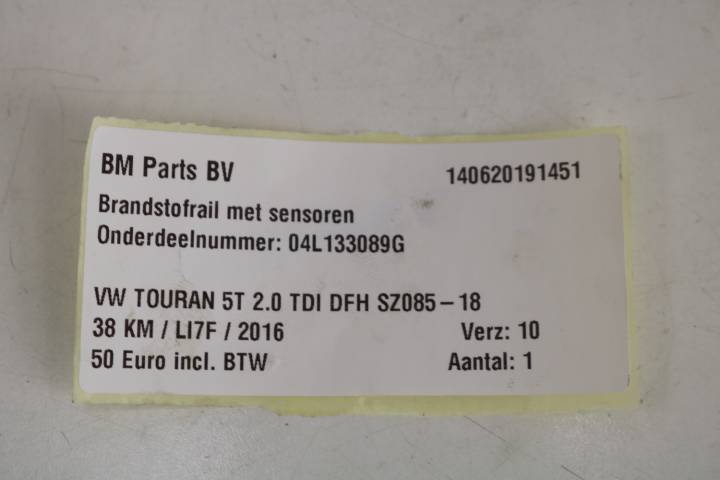 BM Parts BV 140620191451
Brandstofrail met sensoren
Onderdeelnummer: 04L133089G
VW TOURAN 5T 2.0 TDI DFH SZ085-18
38 KM / LI7F / 2016 Verz: 10
50 Euro incl. BTW Aantal: 1